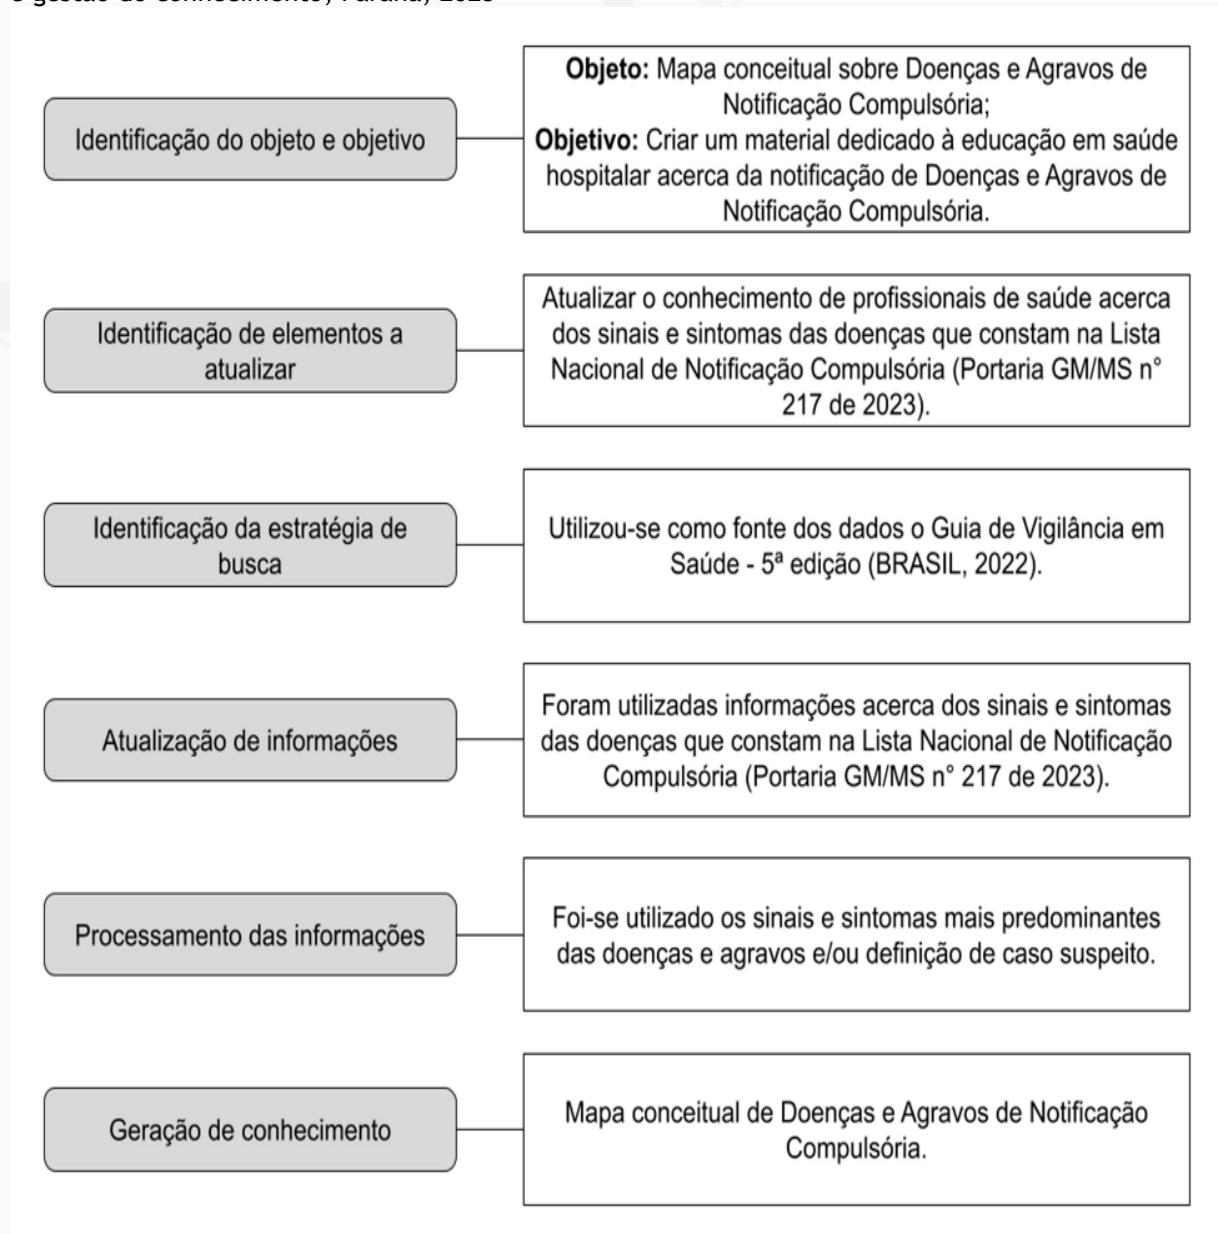 e gestão do conhecimento, Paraná, 2023
Identificação do objeto e objetivo
Objeto: Mapa conceitual sobre Doenças e Agravos de
Notificação Compulsória;
Objetivo: Criar um material dedicado à educação em saúde
hospitalar acerca da notificação de Doenças e Agravos de
Notificação Compulsória.
Identificação de elementos a
atualizar
Atualizar o conhecimento de profissionais de saúde acerca
dos sinais e sintomas das doenças que constam na Lista
Nacional de Notificação Compulsória (Portaria GM/MS n°
217 de 2023).
Identificação da estratégia de
busca
Utilizou-se como fonte dos dados o Guia de Vigilância em
Saúde - 5ª edição (BRASIL, 2022).
Atualização de informações
Foram utilizadas informações acerca dos sinais e sintomas
das doenças que constam na Lista Nacional de Notificação
Compulsória (Portaria GM/MS n° 217 de 2023).
Processamento das informações
Foi-se utilizado os sinais e sintomas mais predominantes
das doenças e agravos e/ou definição de caso suspeito.
Geração de conhecimento
Mapa conceitual de Doenças e Agravos de Notificação
Compulsória.